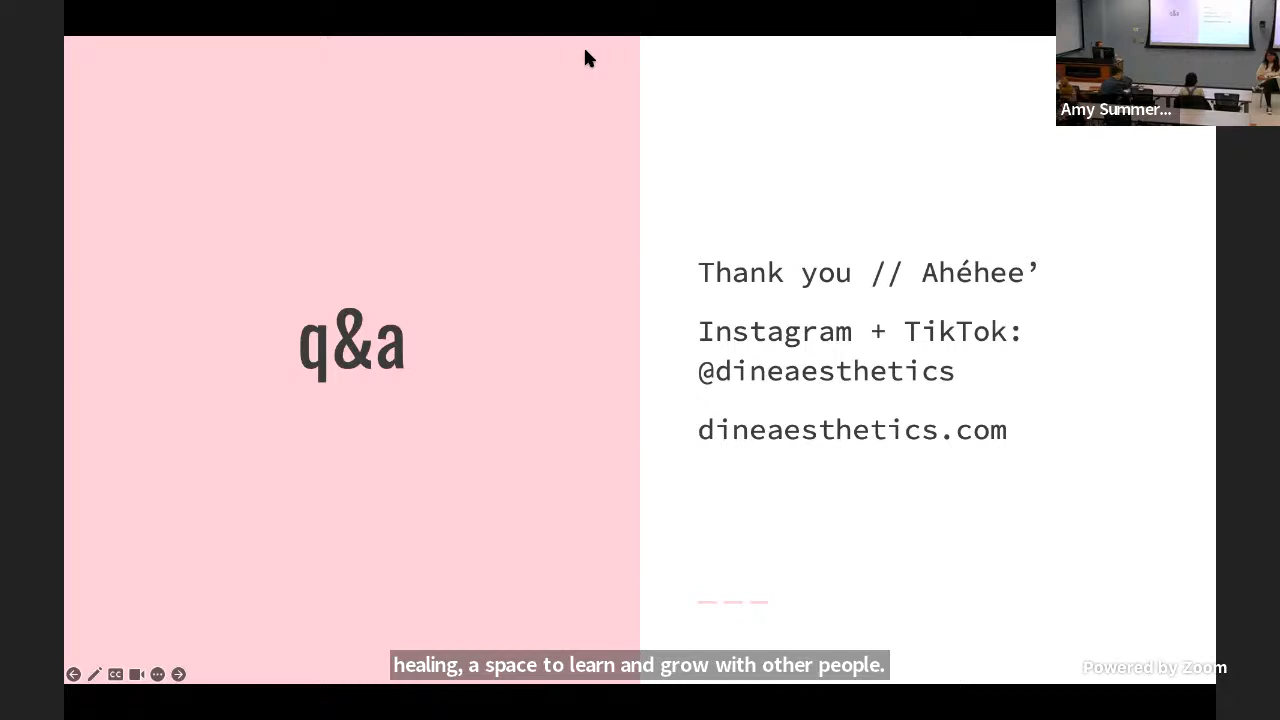 Amy Summer...
q&a
Thank you // Ahéhee’
Instagram + TikTok:
@dineaesthetics
dineaesthetics.com
healing, a space to learn and grow with other people.
Powered by Zoom